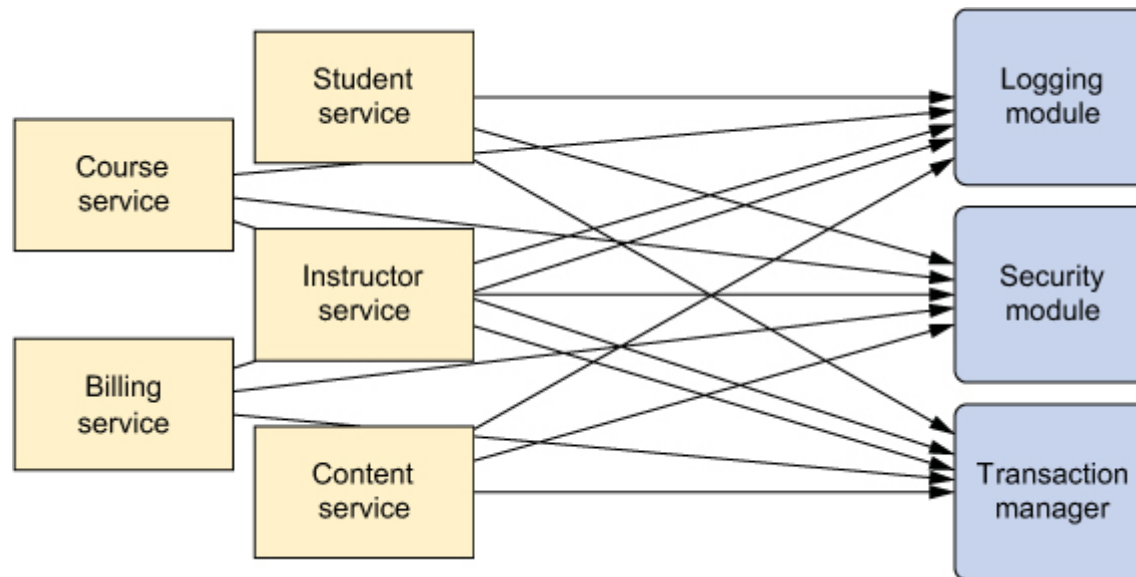 Student
service
Course
service
Instructor
service
Billing
service
Content
service
Logging
module
Security
module
Transaction
manager